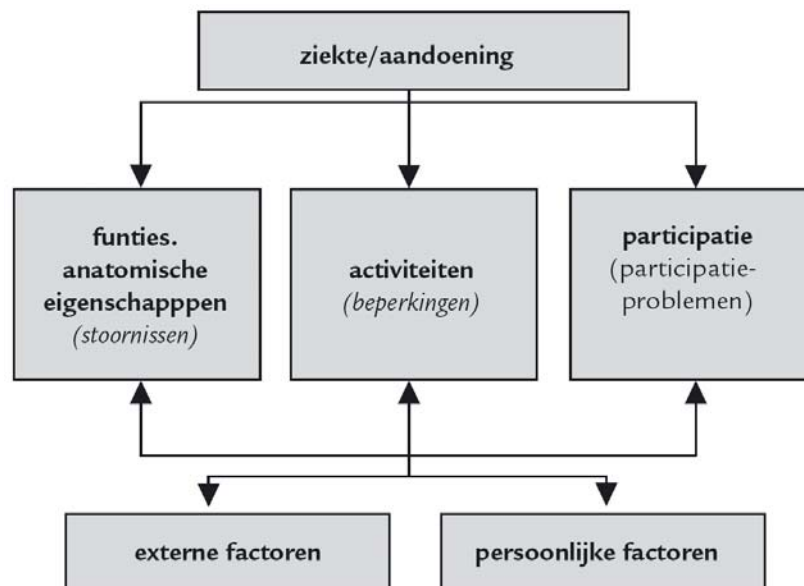 ziekte/aandoening
funties.
anatomische
eigenschapppen
(stoornissen)
activiteiten
(beperkingen)
participatie
(participatie-
problemen)
externe factoren
persoonlijke factoren